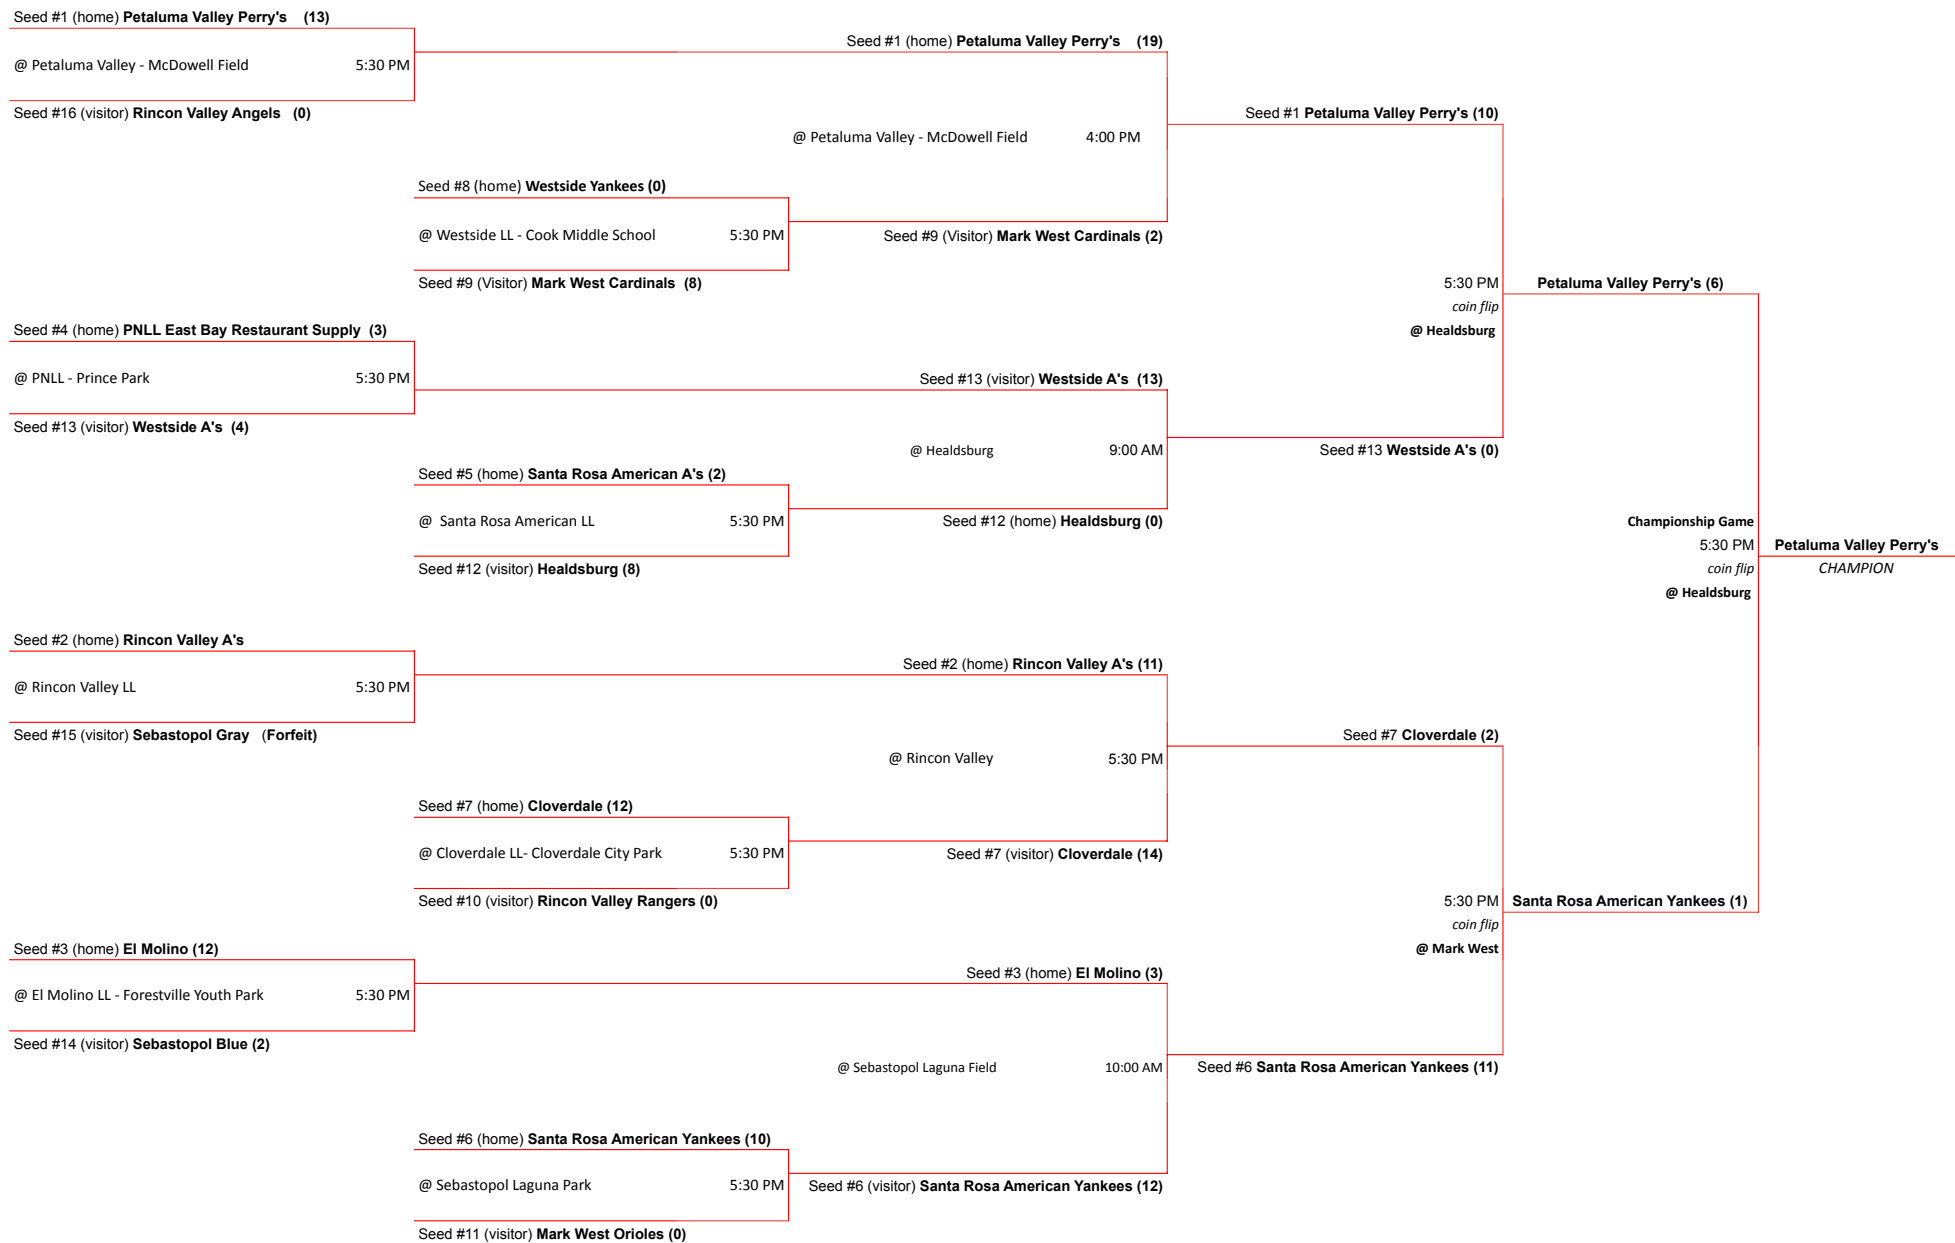 Seed #1 (home) Petaluma Valley Perry's (13)
@ Petaluma Valley - McDowell Field 5:30 PM
Seed #16 (visitor) Rincon Valley Angels (0)
Seed #1 (home) Petaluma Valley Perry's (19)
@ Petaluma Valley - McDowell Field 4:00 PM
Seed #1 Petaluma Valley Perry's (10)
Seed #8 (home) Westside Yankees (0)
@ Westside LL - Cook Middle School 5:30 PM
Seed #9 (Visitor) Mark West Cardinals (8)
Seed #9 (Visitor) Mark West Cardinals (2)
5:30 PM
coin flip
@ Healdsburg
Petaluma Valley Perry's (6)
Seed #4 (home) PNLL East Bay Restaurant Supply (3)
@ PNLL - Prince Park 5:30 PM
Seed #13 (visitor) Westside A's (4)
Seed #13 (visitor) Westside A's (13)
@ Healdsburg 9:00 AM
Seed #13 Westside A's (0)
Seed #5 (home) Santa Rosa American A's (2)
@ Santa Rosa American LL 5:30 PM
Seed #12 (visitor) Healdsburg (8)
Seed #12 (home) Healdsburg (0)
Championship Game
5:30 PM
coin flip
@ Healdsburg
Petaluma Valley Perry's
CHAMPION
Seed #2 (home) Rincon Valley A's
@ Rincon Valley LL 5:30 PM
Seed #15 (visitor) Sebastopol Gray (Forfeit)
Seed #2 (home) Rincon Valley A's (11)
@ Rincon Valley 5:30 PM
Seed #7 Cloverdale (2)
Seed #7 (home) Cloverdale (12)
@ Cloverdale LL- Cloverdale City Park 5:30 PM
Seed #10 (visitor) Rincon Valley Rangers (0)
Seed #7 (visitor) Cloverdale (14)
5:30 PM
coin flip
@ Mark West
Santa Rosa American Yankees (1)
Seed #3 (home) El Molino (12)
@ El Molino LL - Forestville Youth Park 5:30 PM
Seed #14 (visitor) Sebastopol Blue (2)
Seed #3 (home) El Molino (3)
@ Sebastopol Laguna Field 10:00 AM
Seed #6 Santa Rosa American Yankees (11)
Seed #6 (home) Santa Rosa American Yankees (10)
@ Sebastopol Laguna Park 5:30 PM
Seed #11 (visitor) Mark West Orioles (0)
Seed #6 (visitor) Santa Rosa American Yankees (12)